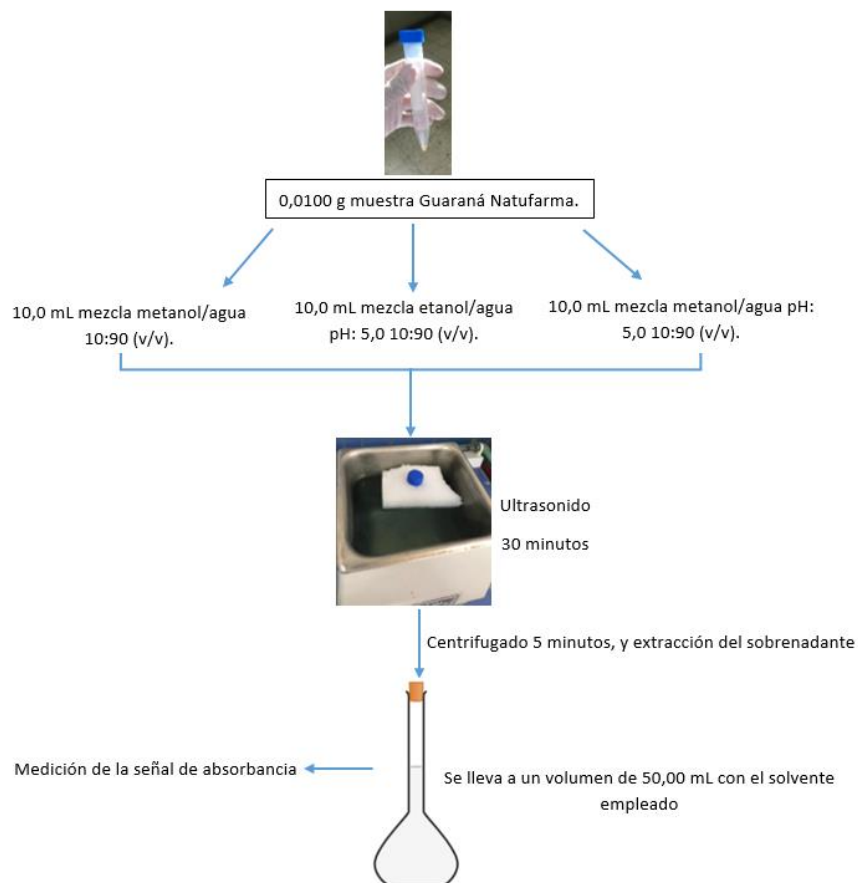 0,0100 g muestra Guaraná Natufarma.
10,0 mL mezcla metanol/agua
10:90 (v/v).
10,0 mL mezcla etanol/agua
pH: 5,0 10:90 (v/v).
10,0 mL mezcla metanol/agua pH:
5,0 10:90 (v/v).
Ultrasonido
30 minutos
Centrifugado 5 minutos, y extracción del sobrenadante
Medición de la señal de absorbancia
Se lleva a un volumen de 50,00 mL con el solvente
empleado